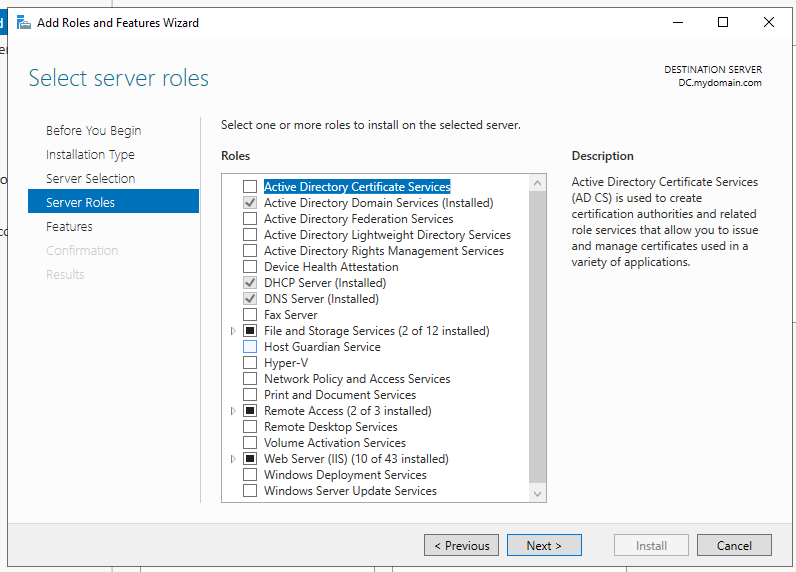 Add Roles and Features Wizard
Select server roles
DESTINATION SERVER
DC.mydomain.com
Before You Begin
Installation Type
Server Selection
Server Roles
Features
Confirmation
Results
Select one or more roles to install on the selected server.
Roles
Active Directory Certificate Services
Active Directory Domain Services (Installed)
Active Directory Federation Services
Active Directory Lightweight Directory Services
Active Directory Rights Management Services
Device Health Attestation
DHCP Server (Installed)
DNS Server (Installed)
Fax Server
File and Storage Services (2 of 12 installed)
Host Guardian Service
Hyper-V
Network Policy and Access Services
Print and Document Services
Remote Access (2 of 3 installed)
Remote Desktop Services
Volume Activation Services
Web Server (IIS) (10 of 43 installed)
Windows Deployment Services
Windows Server Update Services
Description
Active Directory Certificate Services
(AD CS) is used to create
certification authorities and related
role services that allow you to issue
and manage certificates used in a
variety of applications.
< Previous
Next >
Install
Cancel